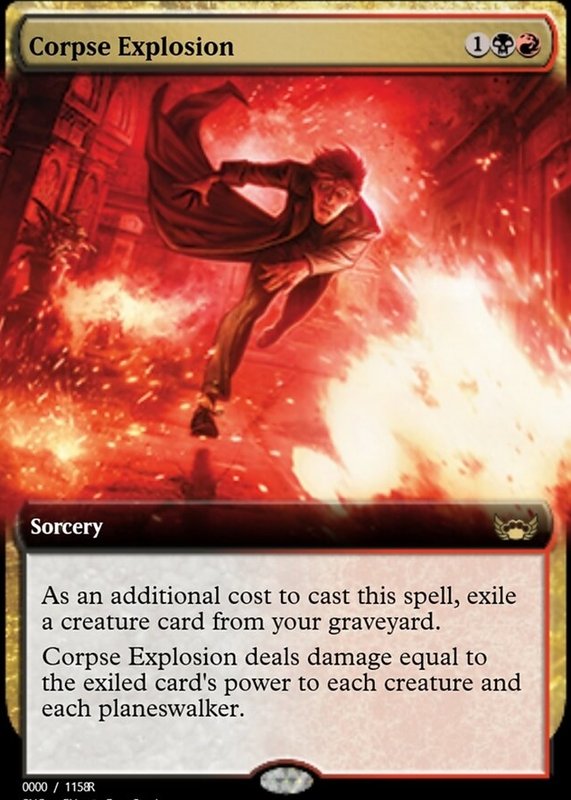 Corpse Explosion 1
Sorcery
As an additional cost to cast this spell, exile
a creature card from your graveyard.
Corpse Explosion deals damage equal to
the exiled card's power to each creature and
each planeswalker.
0000 / 1158R